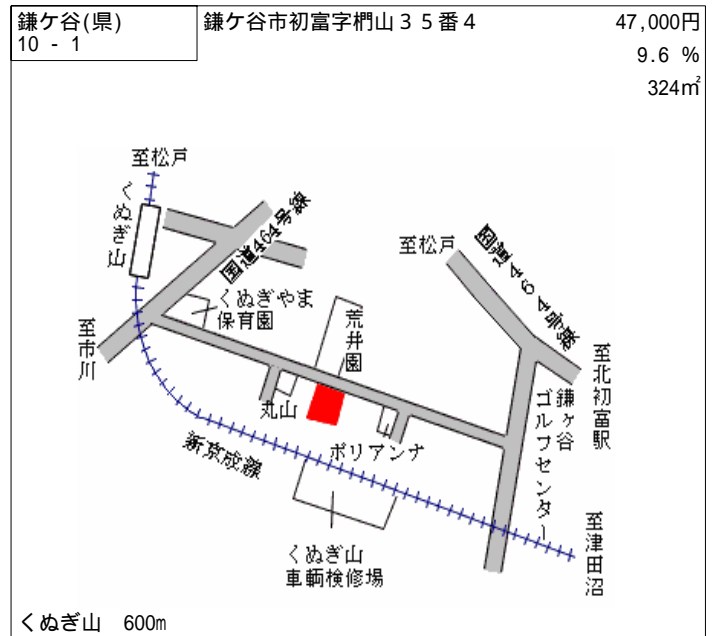 鎌ケ谷(県)
10 - 1
鎌ケ谷市初富字椚山３５番４
47,000円
9.6 %
324㎡
至松戸
くぬぎ山
国道464号線
至松戸
国道464号線
くぬぎやま
保育園
荒井園
至市川
至北初富駅
鎌ヶ谷
ゴルフセンター
丸山
ポリアンナ
新京成線
くぬぎ山
車輌検修場
至津田沼
くぬぎ山　600m